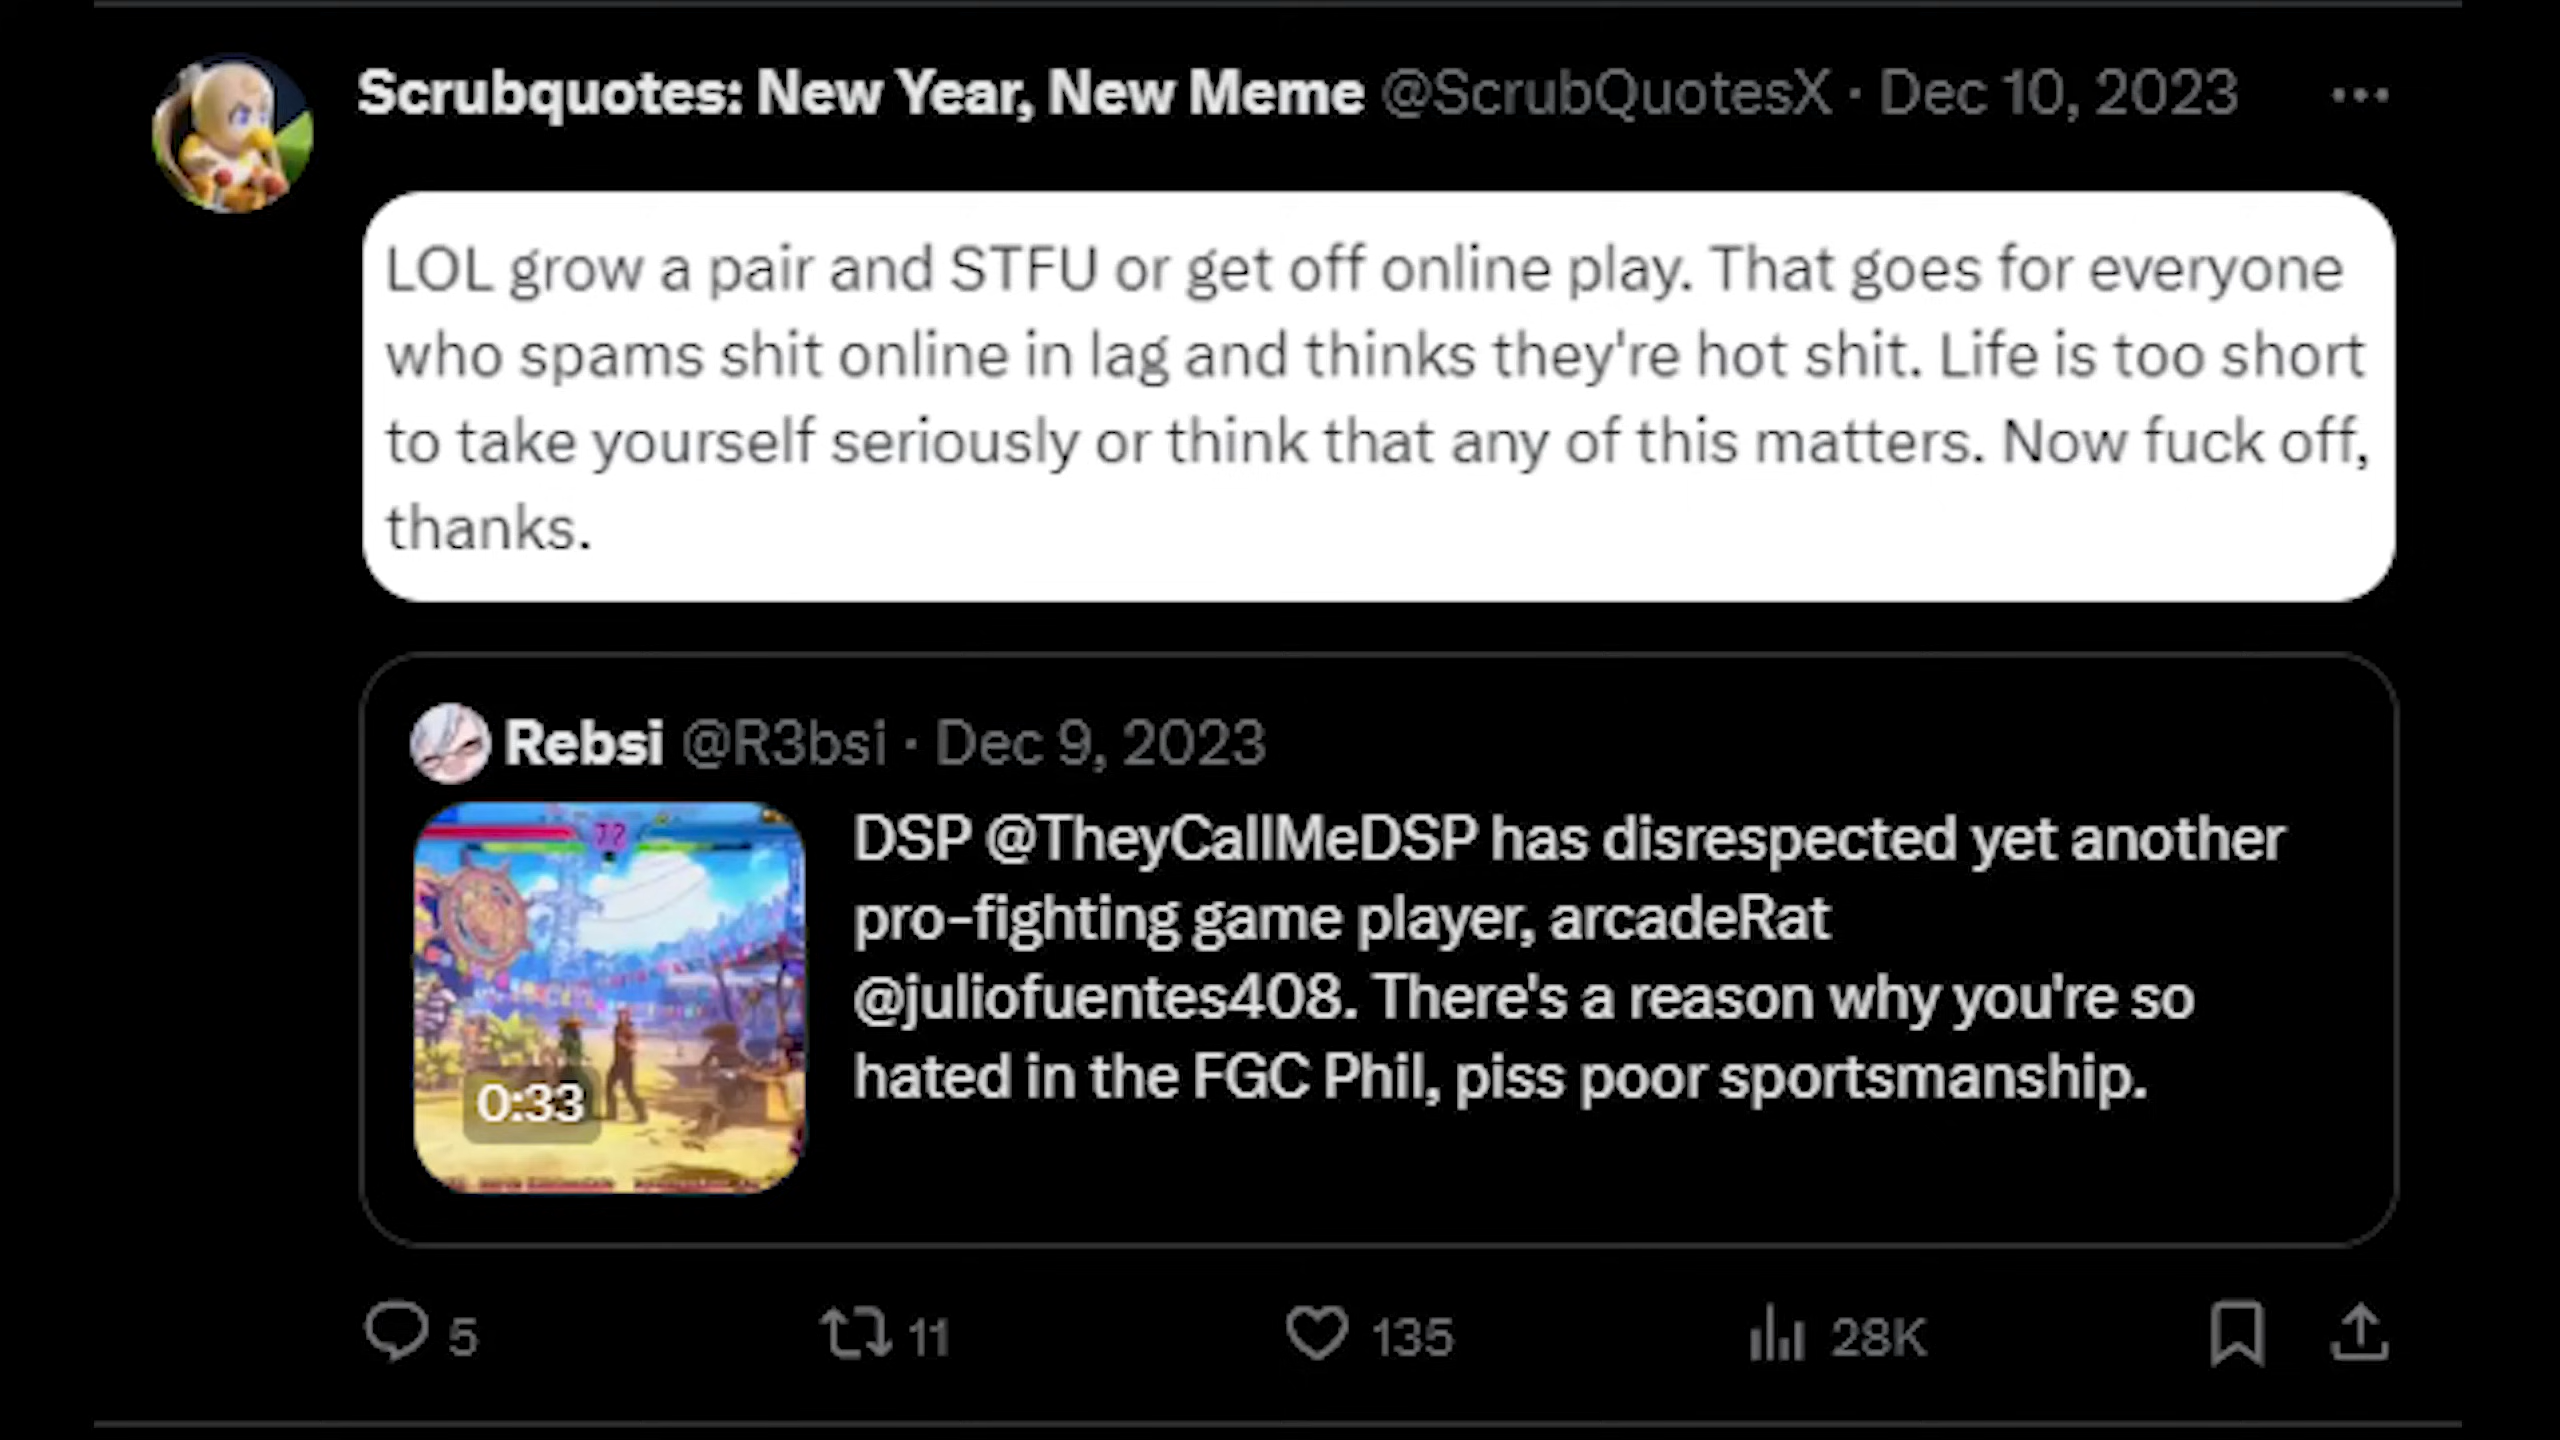 Scrubquotes: New Year, New Meme @ScrubQuotesX · Dec 10, 2023
LOL grow a pair and STFU or get off online play. That goes for everyone
who spams shit online in lag and thinks they're hot shit. Life is too short
to take yourself seriously or think that any of this matters. Now fuck off,
thanks.
Rebsi @R3bsi · Dec 9, 2023
DSP @TheyCallMeDSP has disrespected yet another
pro-fighting game player, arcadeRat
@juliofuentes408. There's a reason why you're so
hated in the FGC Phil, piss poor sportsmanship.
0:33
5 11 135 28K